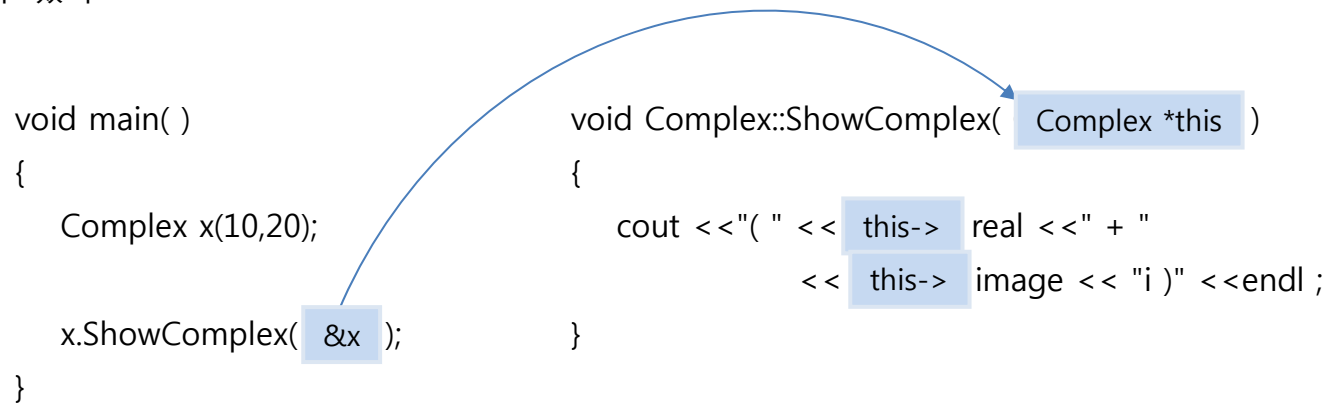 void main( )
{
Complex x(10,20);
x.ShowComplex( &x );
}
void Complex::ShowComplex( Complex *this )
{
cout <<"( " << this-> real <<" + "
<< this-> image << "i )" <<endl ;
}